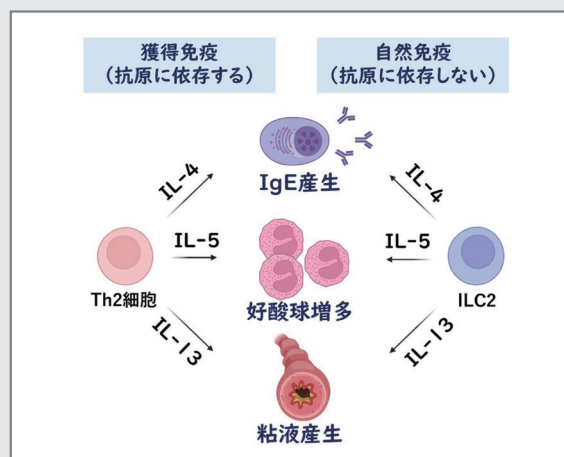 獲得免疫
（抗原に依存する）
自然免疫
（抗原に依存しない）
IgE産生
IL-4
IL-4
IL-5
IL-5
好酸球増多
Th2細胞
ILC2
IL-13
IL-13
粘液産生